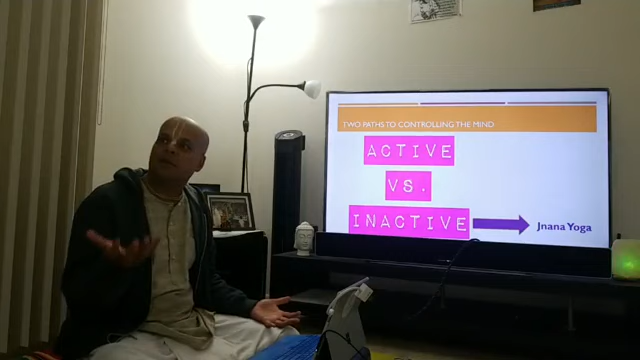 TWO PATHS TO CONTROLLING THE MIND
ACTIVE
VS.
INACTIVE
Jnana Yoga